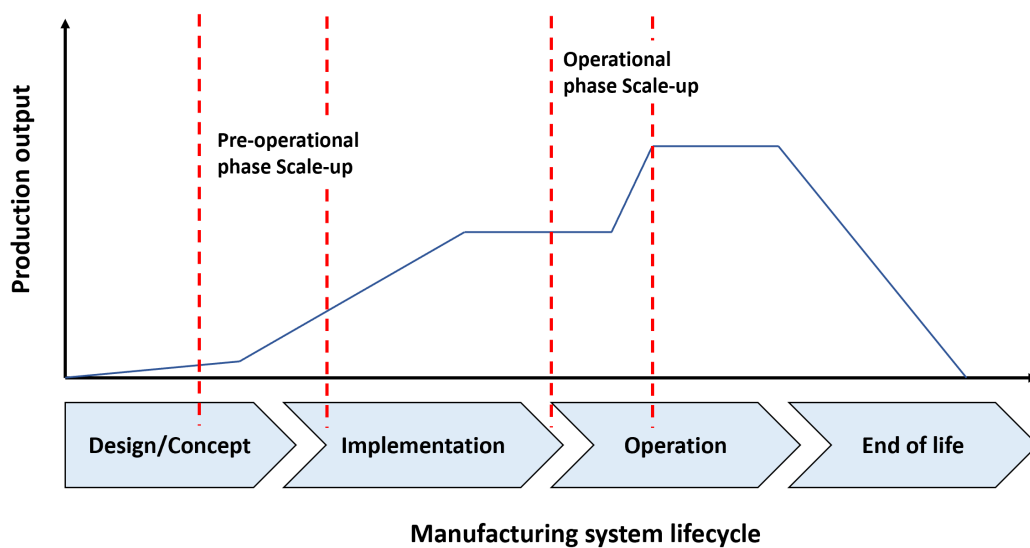 Production output
Operational
phase Scale-up
Pre-operational
phase Scale-up
Design/Concept
Implementation
Operation
End of life
Manufacturing system lifecycle